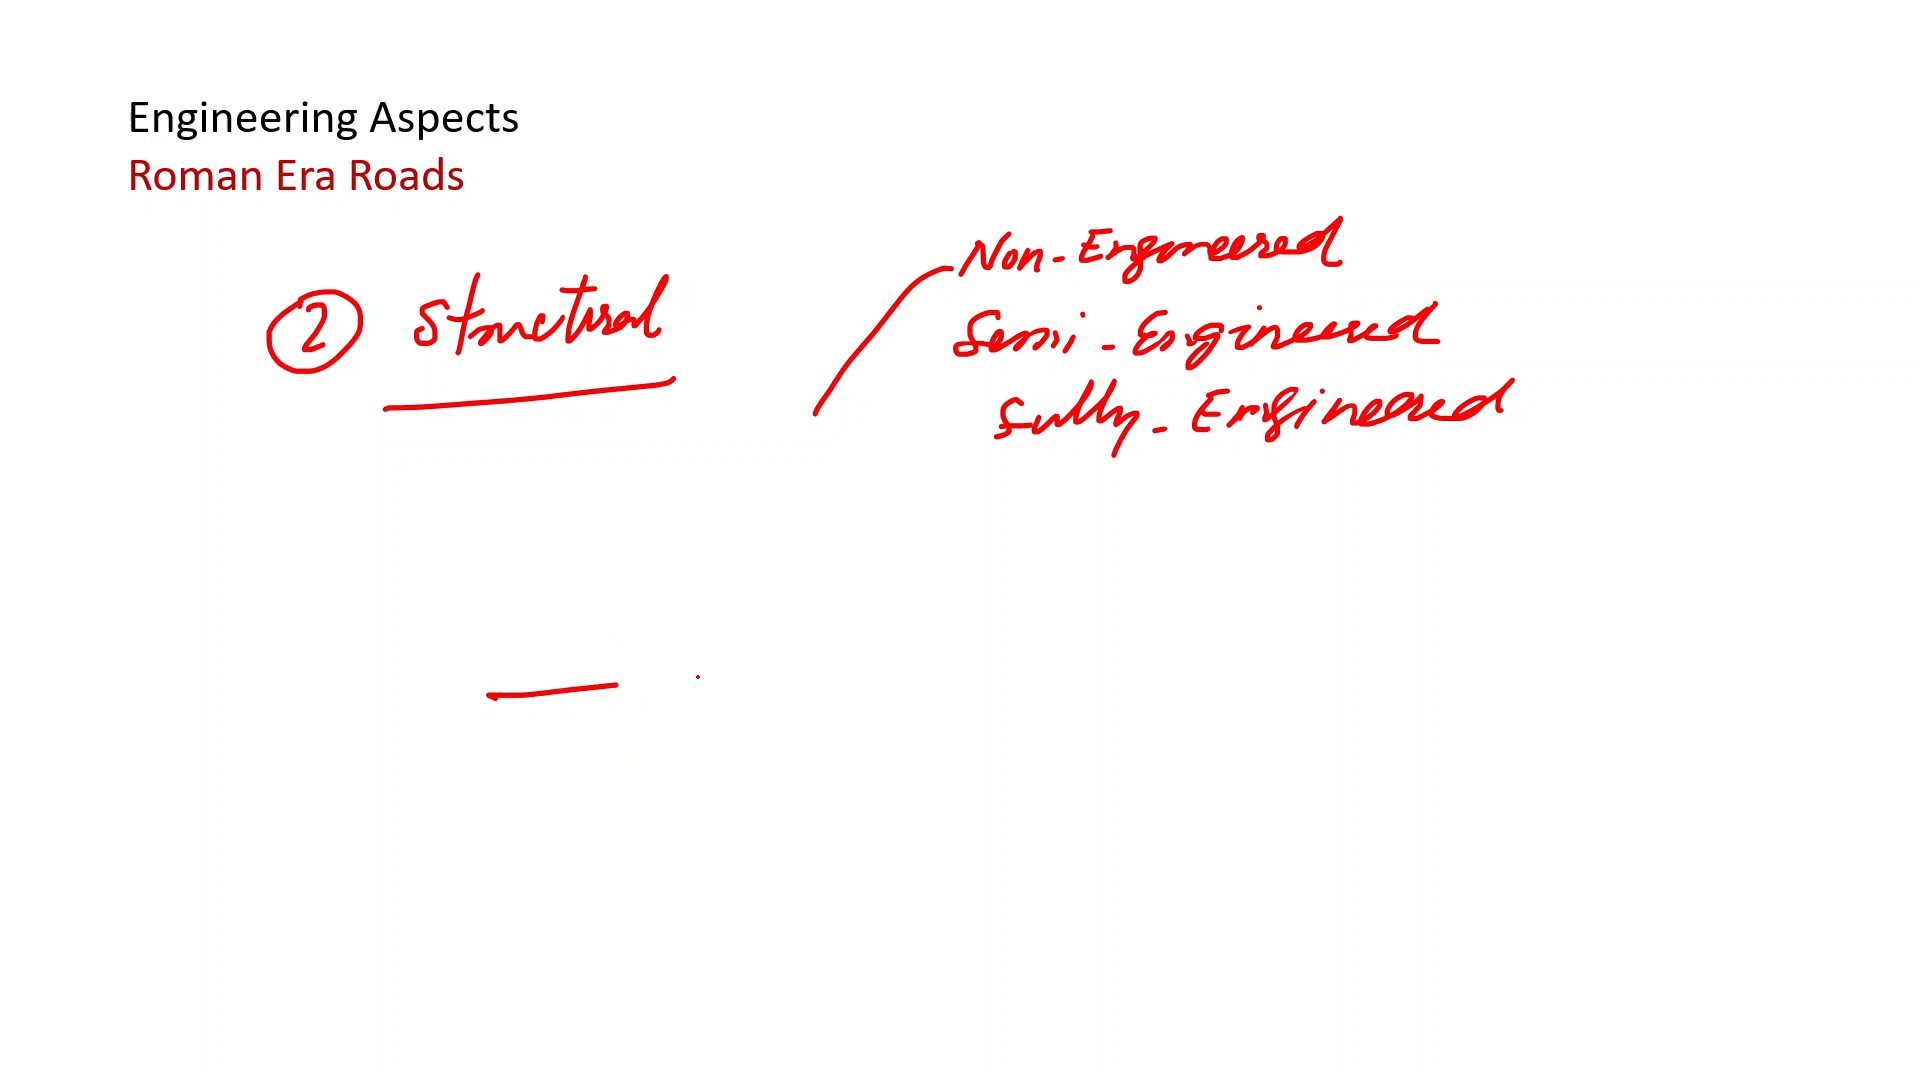 Engineering Aspects
Roman Era Roads
② Structural
Non-Engineered
Semi-Engineered
Fully-Engineered